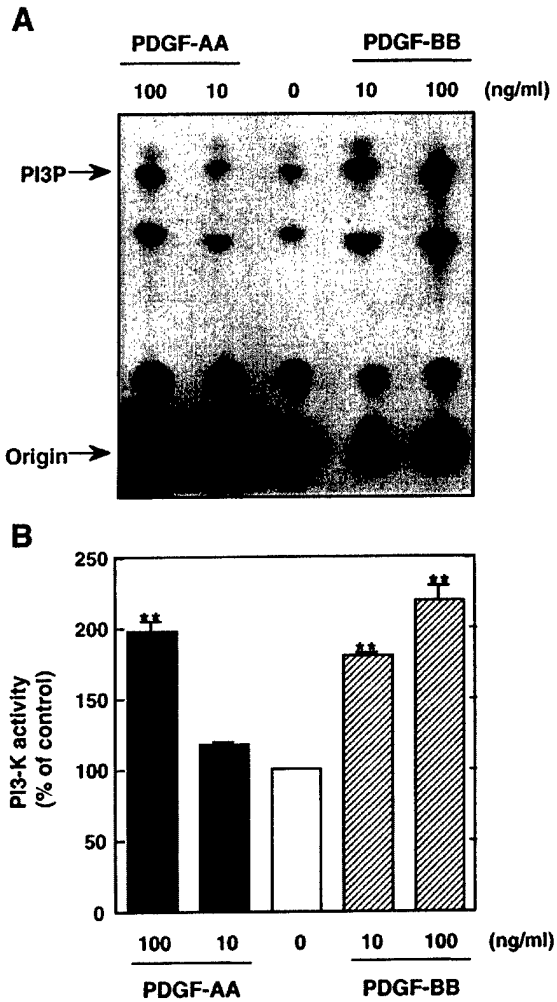 A
PDGF-AA PDGF-BB
100 10 0 10 100 (ng/ml)
PI3P
Origin
B
250
200
150
100
50
0
PI3-K activity
(% of control)
** ** **
100 10 0 10 100 (ng/ml)
PDGF-AA PDGF-BB